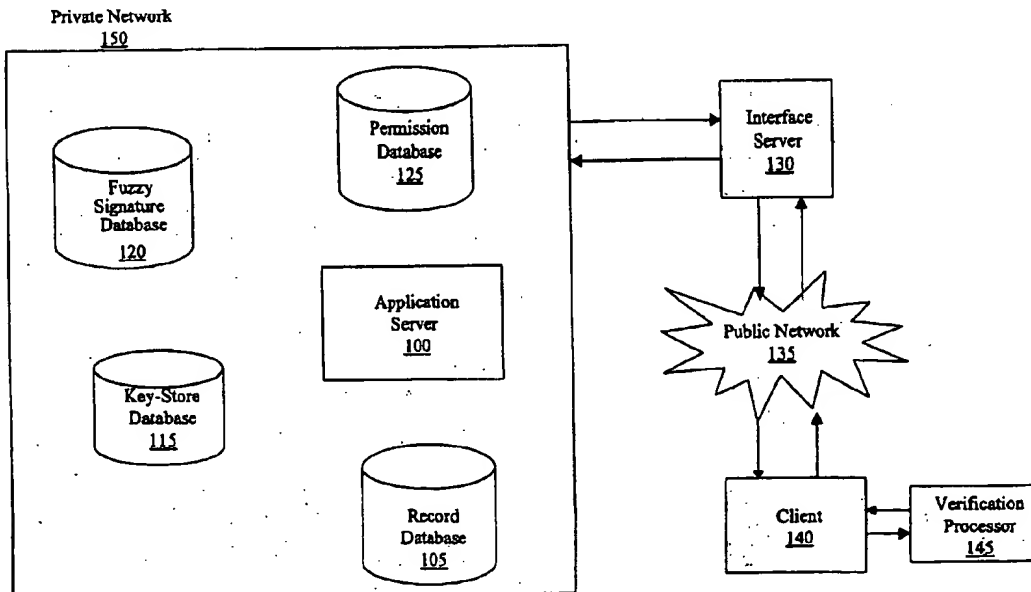 Private Network
150
Permission
Database
125
Fuzzy
Signature
Database
120
Application
Server
100
Key-Store
Database
115
Record
Database
105
Interface
Server
130
Public Network
135
Client
140
Verification
Processor
145